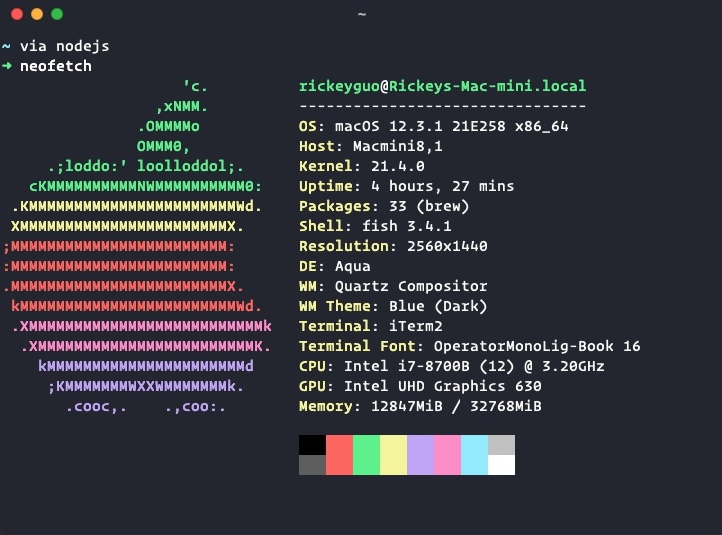 ~
~ via nodejs
➜ neofetch
                    'c.          rickeyguo@Rickeys-Mac-mini.local
                 ,xNMM.          --------------------------------
               .OMMMMo           OS: macOS 12.3.1 21E258 x86_64
               OMMM0,            Host: Macmini8,1
     .;loddo:' loolloddol;.      Kernel: 21.4.0
   cKMMMMMMMMMMNWMMMMMMMMMM0:    Uptime: 4 hours, 27 mins
 .KMMMMMMMMMMMMMMMMMMMMMMMWd.    Packages: 33 (brew)
 XMMMMMMMMMMMMMMMMMMMMMMMX.      Shell: fish 3.4.1
;MMMMMMMMMMMMMMMMMMMMMMMM:       Resolution: 2560x1440
:MMMMMMMMMMMMMMMMMMMMMMMM:       DE: Aqua
.MMMMMMMMMMMMMMMMMMMMMMMMX.      WM: Quartz Compositor
 kMMMMMMMMMMMMMMMMMMMMMMMMWd.    WM Theme: Blue (Dark)
 .XMMMMMMMMMMMMMMMMMMMMMMMMMMk   Terminal: iTerm2
  .XMMMMMMMMMMMMMMMMMMMMMMMMK.   Terminal Font: OperatorMonoLig-Book 16
    kMMMMMMMMMMMMMMMMMMMMMMd     CPU: Intel i7-8700B (12) @ 3.20GHz
     ;KMMMMMMMWXXWMMMMMMMk.      GPU: Intel UHD Graphics 630
       .cooc,.    .,coo:.        Memory: 12847MiB / 32768MiB